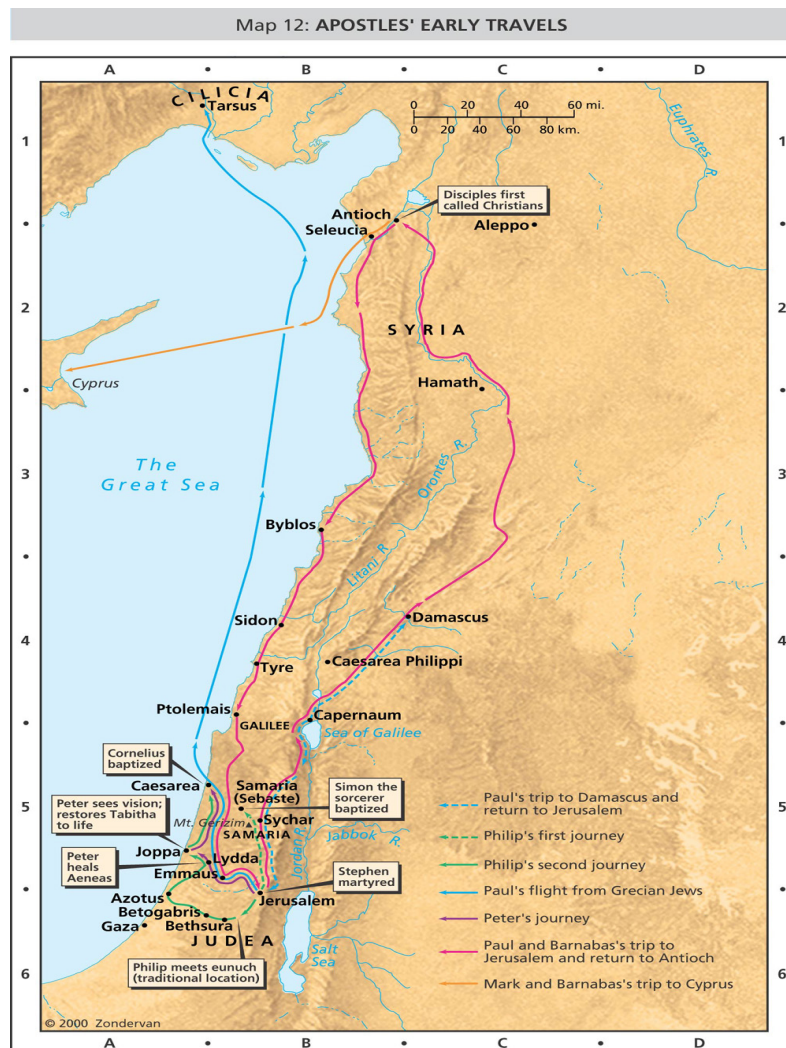 Map 12: APOSTLES' EARLY TRAVELS
A • B • C • D
CILICIA
Tarsus
0 20 40 60 mi.
0 20 40 60 80 km.
Euphrates R.
1
1
Disciples first
called Christians
Antioch
Seleucia
Aleppo
•
•
2
2
SYRIA
Cyprus
Hamath
•
•
The
Great Sea
3
3
Orontes R.
Byblos
Litani R.
•
•
Sidon
Damascus
4
4
Tyre
Caesarea Philippi
Ptolemais
GALILEE
Capernaum
Sea of Galilee
•
•
Cornelius
baptized
Caesarea
Samaria
(Sebaste)
Simon the
sorcerer
baptized
5
5
Peter sees vision;
restores Tabitha
to life
Mt. Gerizim
Sychar
SAMARIA
Jabbok R.
Jordan R.
Joppa
Peter
heals
Aeneas
Lydda
Emmaus
Stephen
martyred
•
•
Azotus
Jerusalem
Betogabris
Gaza
Bethsura
JUDEA
Salt
Sea
Philip meets eunuch
(traditional location)
6
6
Paul's trip to Damascus and
return to Jerusalem
Philip's first journey
Philip's second journey
Paul's flight from Grecian Jews
Peter's journey
Paul and Barnabas's trip to
Jerusalem and return to Antioch
Mark and Barnabas's trip to Cyprus
© 2000 Zondervan
A • B • C • D